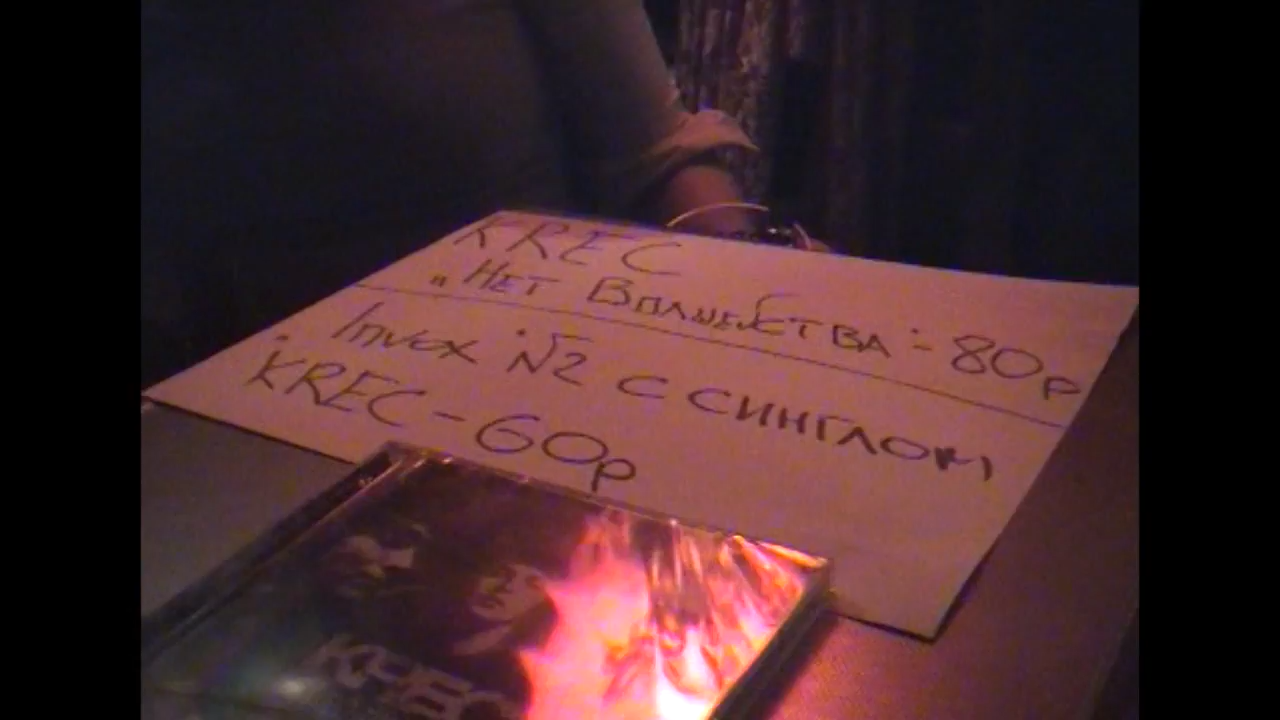 KREC
„Нет Волшебства" - 80р
Invox №2 с синглом
KREC - 60р
KREC